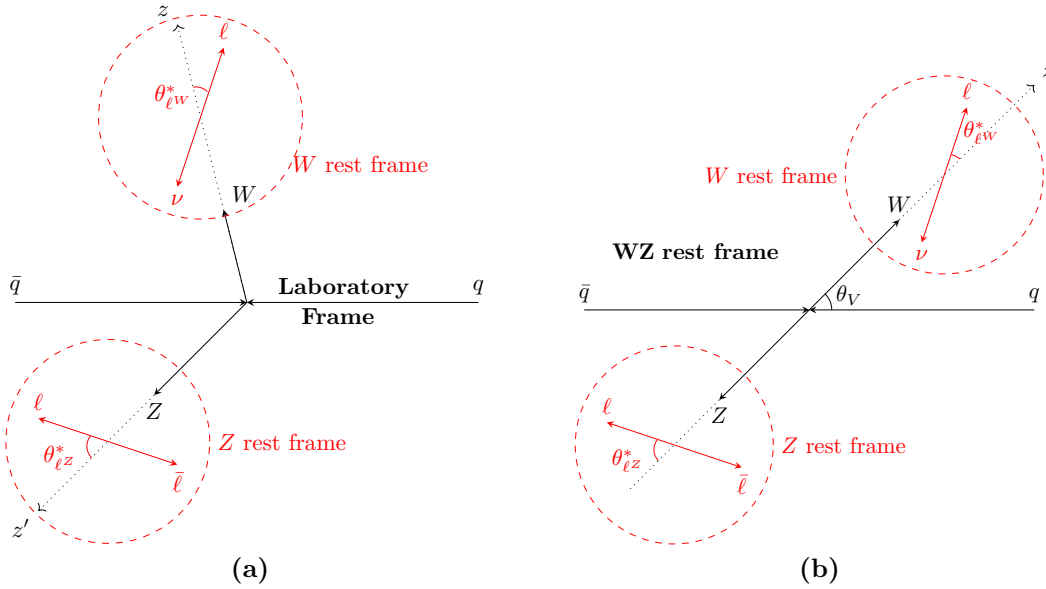 z
ℓ
θ*ℓW
W rest frame
ν
W
q̄
Laboratory
Frame
q
Z
ℓ
Z rest frame
θ*ℓZ
ℓ̄
z′
(a)
ℓ
θ*ℓW
W rest frame
W
ν
WZ rest frame
q̄
θV
q
Z
ℓ
Z rest frame
θ*ℓZ
ℓ̄
(b)